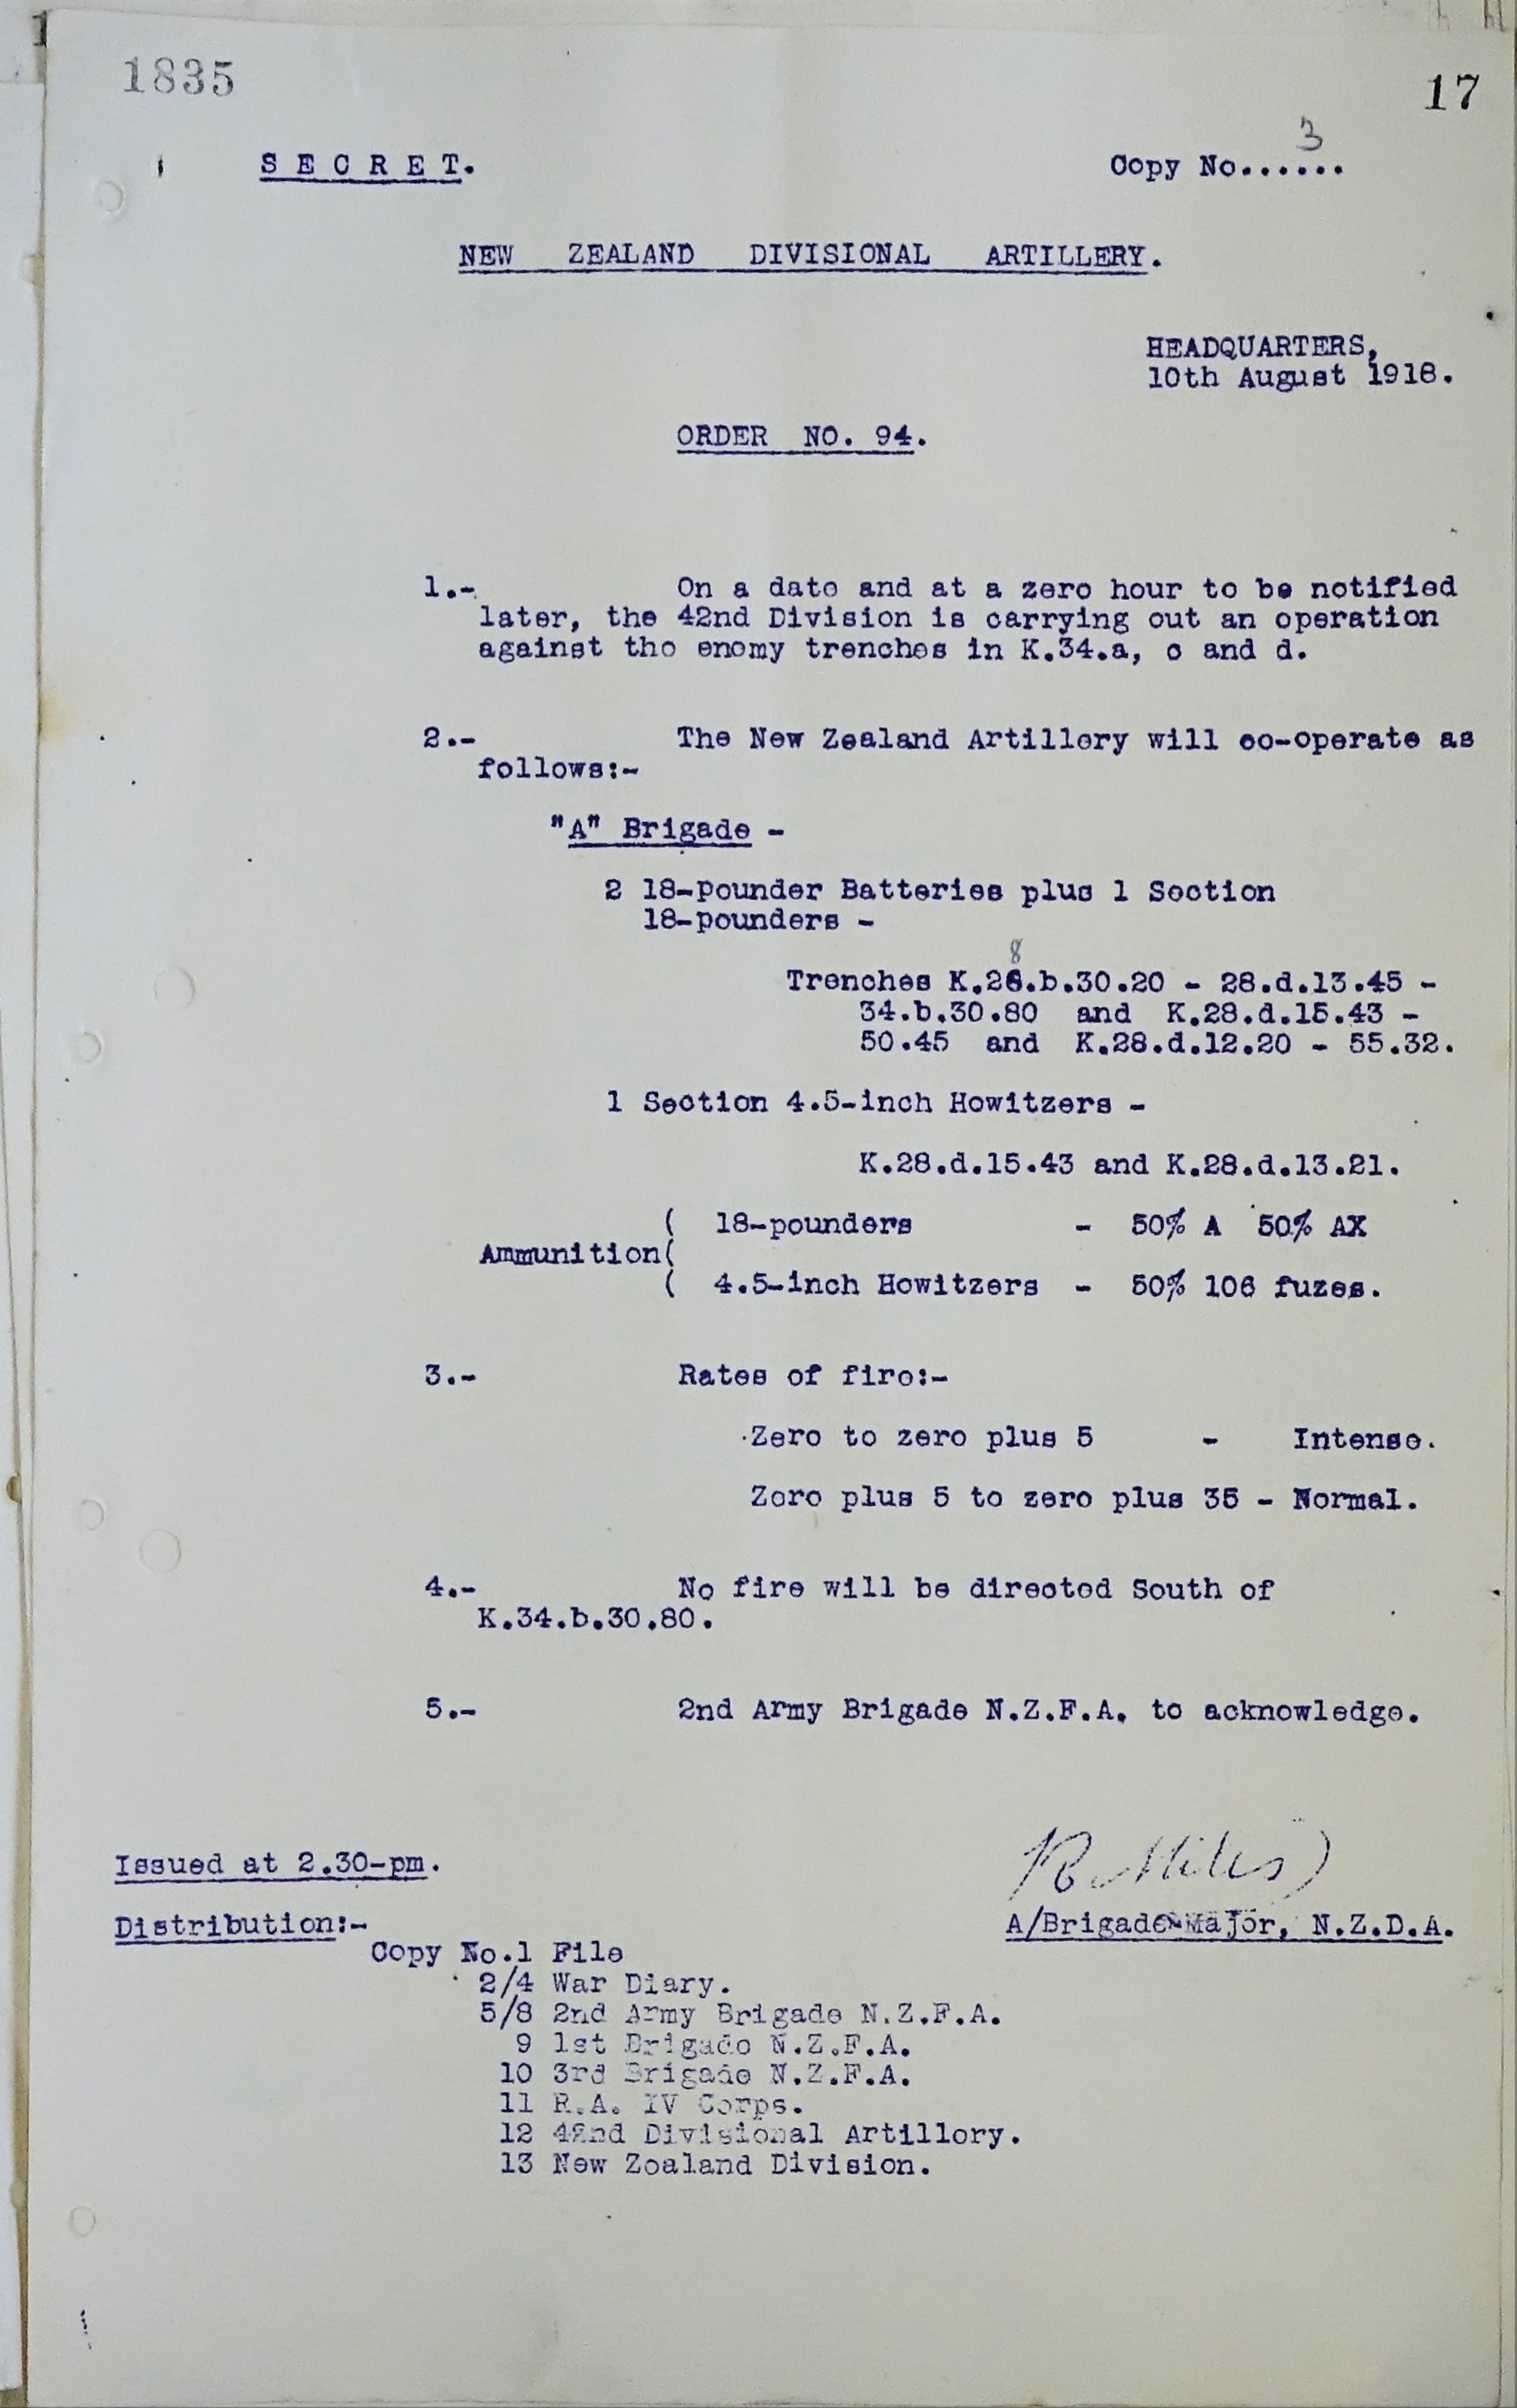 1835
17
3
SECRET.
Copy No......
NEW ZEALAND DIVISIONAL ARTILLERY.
HEADQUARTERS,
10th August 1918.
ORDER NO. 94.
1.- On a date and at a zero hour to be notified
later, the 42nd Division is carrying out an operation
against the enemy trenches in K.34.a, c and d.
2.- The New Zealand Artillery will co-operate as
follows:-
"A" Brigade -
2 18-pounder Batteries plus 1 Section
18-pounders -
8
Trenches K.26.b.30.20 - 28.d.13.45 -
34.b.30.80 and K.28.d.15.43 -
50.45 and K.28.d.12.20 - 55.32.
1 Section 4.5-inch Howitzers -
K.28.d.15.43 and K.28.d.13.21.
( 18-pounders - 50% A 50% AX
Ammunition(
( 4.5-inch Howitzers - 50% 106 fuzes.
3.- Rates of fire:-
Zero to zero plus 5 - Intense.
Zero plus 5 to zero plus 35 - Normal.
4.- No fire will be directed South of
K.34.b.30.80.
5.- 2nd Army Brigade N.Z.F.A. to acknowledge.
R Miles
Issued at 2.30-pm.
A/Brigade-Major, N.Z.D.A.
Distribution:-
Copy No.1 File
2/4 War Diary.
5/8 2nd Army Brigade N.Z.F.A.
9 1st Brigade N.Z.F.A.
10 3rd Brigade N.Z.F.A.
11 R.A. IV Corps.
12 42nd Divisional Artillery.
13 New Zealand Division.